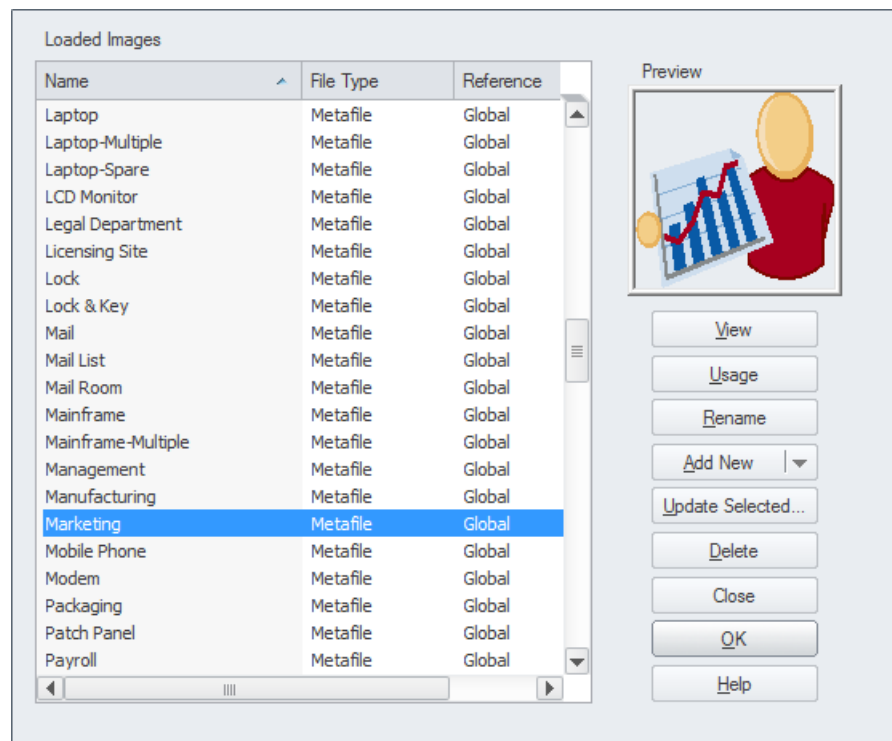 Loaded Images
Name File Type Reference
Laptop Metafile Global
Laptop-Multiple Metafile Global
Laptop-Spare Metafile Global
LCD Monitor Metafile Global
Legal Department Metafile Global
Licensing Site Metafile Global
Lock Metafile Global
Lock & Key Metafile Global
Mail Metafile Global
Mail List Metafile Global
Mail Room Metafile Global
Mainframe Metafile Global
Mainframe-Multiple Metafile Global
Management Metafile Global
Manufacturing Metafile Global
Marketing Metafile Global
Mobile Phone Metafile Global
Modem Metafile Global
Packaging Metafile Global
Patch Panel Metafile Global
Payroll Metafile Global
Preview
View
Usage
Rename
Add New
Update Selected...
Delete
Close
OK
Help